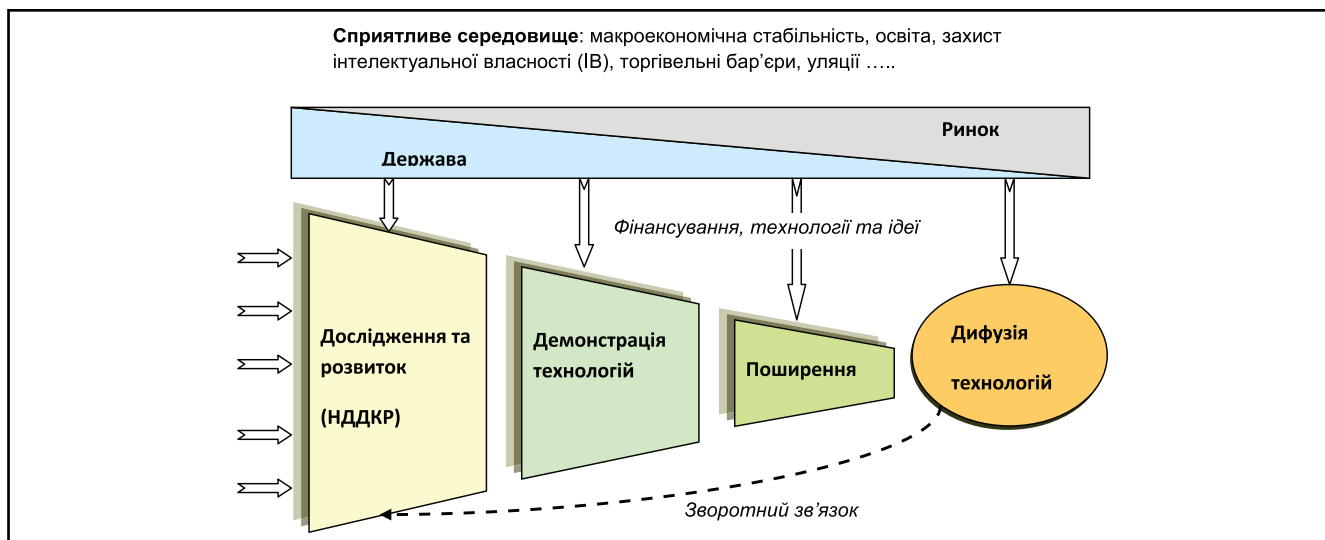 Сприятливе середовище: макроекономічна стабільність, освіта, захист
інтелектуальної власності (ІВ), торгівельні бар’єри, уляції …..
Ринок
Держава
Фінансування, технології та ідеї
Дослідження та
розвиток
(НДДКР)
Демонстрація
технологій
Поширення
Дифузія
технологій
Зворотний зв’язок